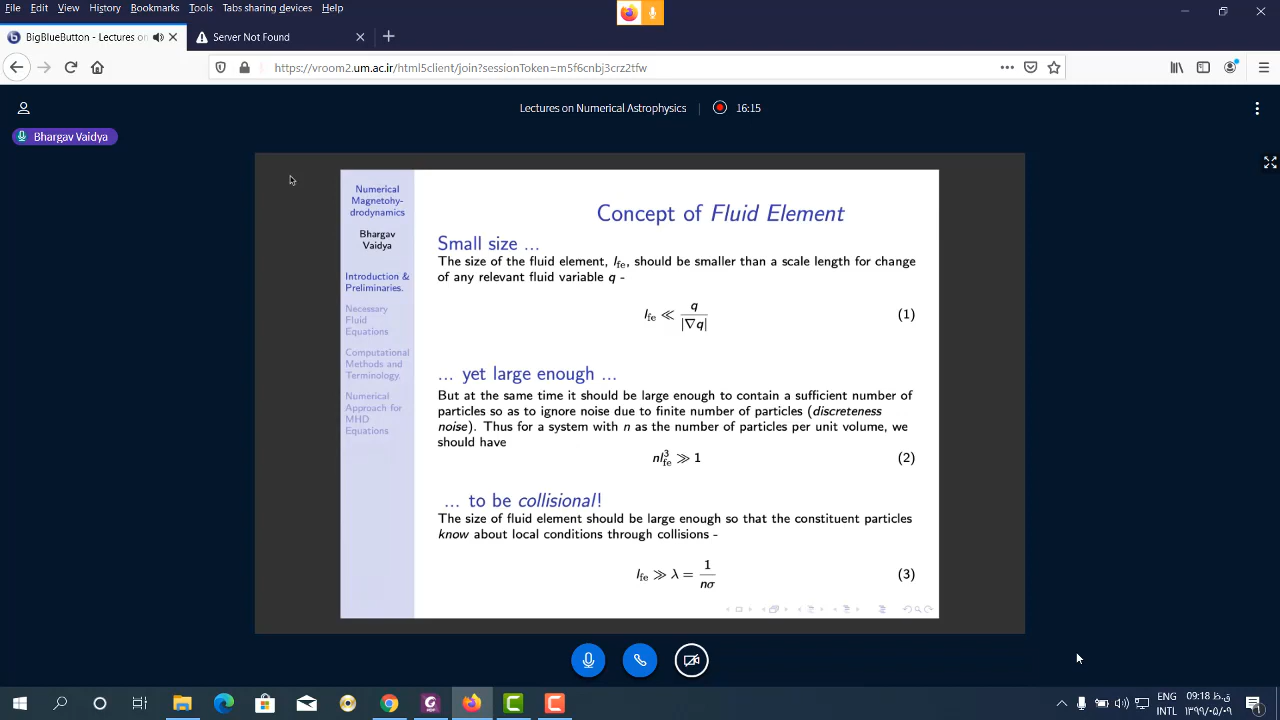 File Edit View History Bookmarks Tools Tabs sharing devices Help
BigBlueButton - Lectures on
Server Not Found
https://vroom2.um.ac.ir/html5client/join?sessionToken=m5f6cnbj3crz2tfw
Lectures on Numerical Astrophysics
16:15
Bhargav Vaidya
Numerical
Magnetohy-
drodynamics
Bhargav
Vaidya
Introduction &
Preliminaries.
Necessary
Fluid
Equations
Computational
Methods and
Terminology.
Numerical
Approach for
MHD
Equations
Concept of Fluid Element
Small size ...
The size of the fluid element, l_fe, should be smaller than a scale length for change
of any relevant fluid variable q -
l_fe ≪ q / |∇q| (1)
... yet large enough ...
But at the same time it should be large enough to contain a sufficient number of
particles so as to ignore noise due to finite number of particles (discreteness
noise). Thus for a system with n as the number of particles per unit volume, we
should have
nl³_fe ≫ 1 (2)
... to be collisional!
The size of fluid element should be large enough so that the constituent particles
know about local conditions through collisions -
l_fe ≫ λ = 1 / nσ (3)
ENG
INTL
09:18 ق.ظ
۱۳۹۹/۰۵/۰۹